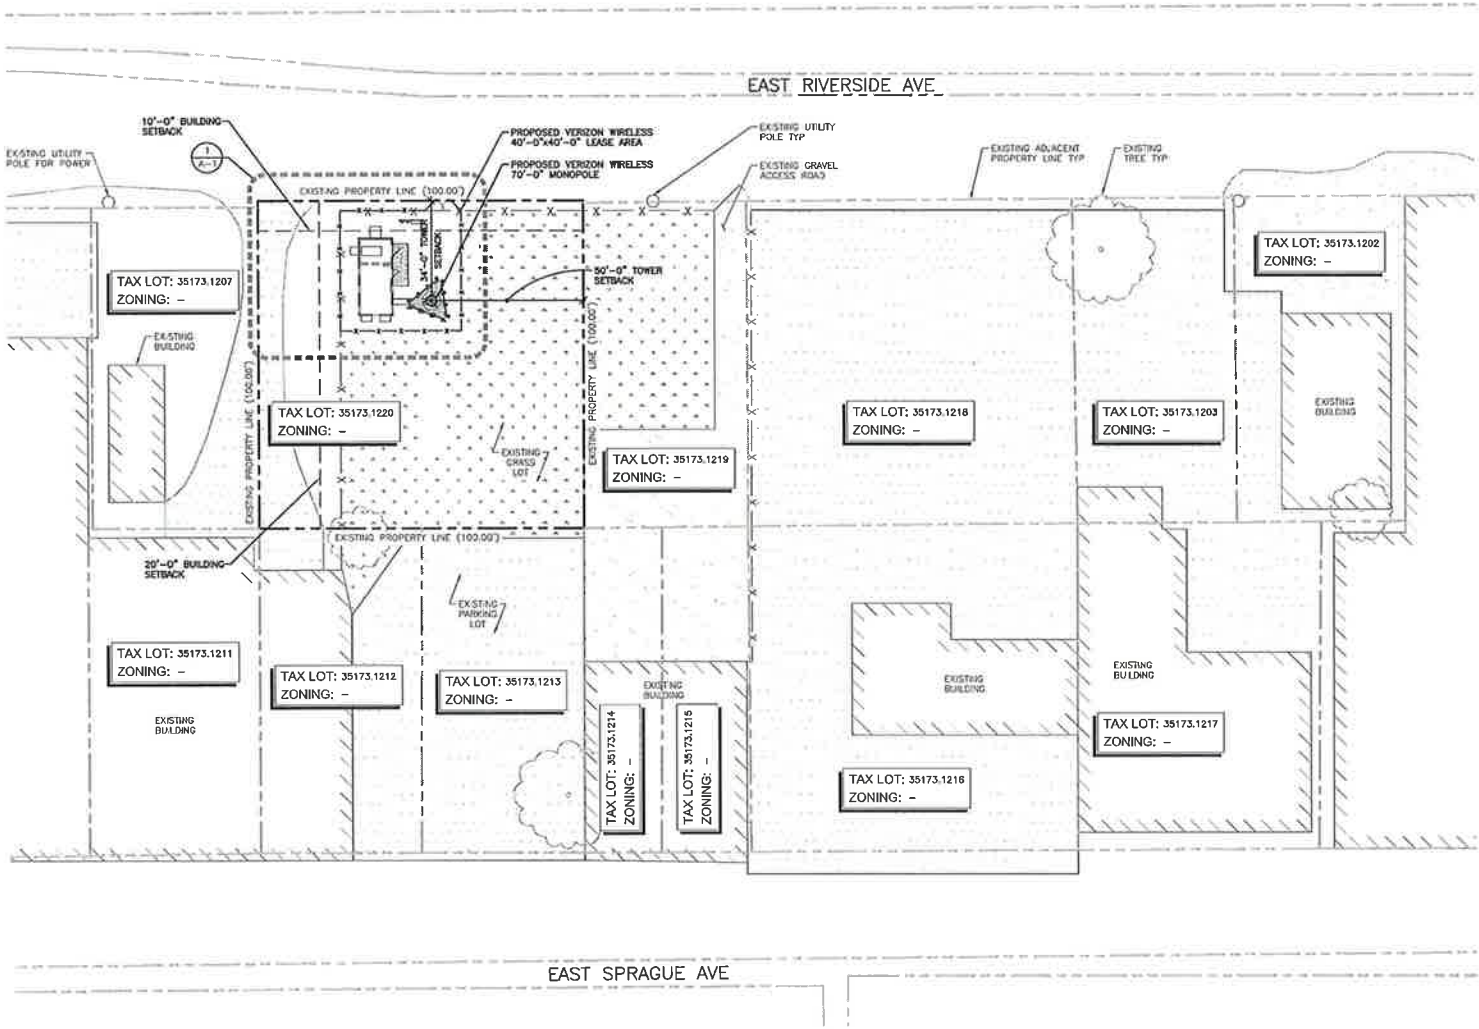 EAST RIVERSIDE AVE
10'-0" BUILDING
SETBACK
1
A-1
EXISTING UTILITY
POLE FOR POWER
PROPOSED VERIZON WIRELESS
40'-0"x40'-0" LEASE AREA
PROPOSED VERIZON WIRELESS
70'-0" MONOPOLE
EXISTING UTILITY
POLE TYP
EXISTING GRAVEL
ACCESS ROAD
EXISTING ADJACENT
PROPERTY LINE TYP
EXISTING
TREE TYP
EXISTING PROPERTY LINE (100.00')
34'-0" TOWER
SETBACK
50'-0" TOWER
SETBACK
TAX LOT: 35173.1202
ZONING: -
TAX LOT: 35173.1207
ZONING: -
EXISTING
BUILDING
EXISTING PROPERTY LINE (100.00')
EXISTING PROPERTY LINE (100.00')
TAX LOT: 35173.1220
ZONING: -
EXISTING
GRASS
LOT
TAX LOT: 35173.1219
ZONING: -
TAX LOT: 35173.1218
ZONING: -
TAX LOT: 35173.1203
ZONING: -
EXISTING
BUILDING
EXISTING PROPERTY LINE (100.00')
20'-0" BUILDING
SETBACK
EXISTING
PARKING
LOT
TAX LOT: 35173.1211
ZONING: -
EXISTING
BUILDING
TAX LOT: 35173.1212
ZONING: -
TAX LOT: 35173.1213
ZONING: -
EXISTING
BUILDING
TAX LOT: 35173.1214
ZONING: -
TAX LOT: 35173.1215
ZONING: -
EXISTING
BUILDING
EXISTING
BUILDING
TAX LOT: 35173.1217
ZONING: -
TAX LOT: 35173.1216
ZONING: -
EAST SPRAGUE AVE